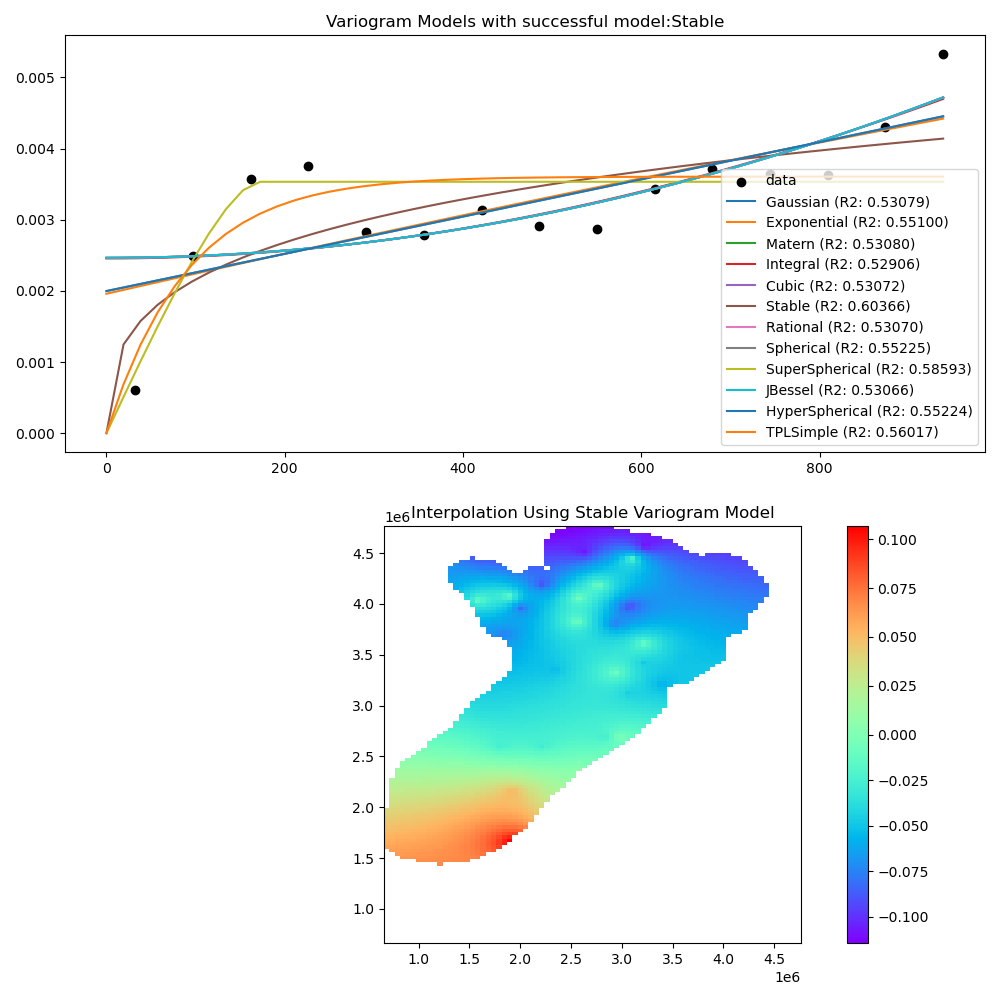 Variogram Models with successful model:Stable
0.005
0.004
0.003
0.002
0.001
0.000
data
Gaussian (R2: 0.53079)
Exponential (R2: 0.55100)
Matern (R2: 0.53080)
Integral (R2: 0.52906)
Cubic (R2: 0.53072)
Stable (R2: 0.60366)
Rational (R2: 0.53070)
Spherical (R2: 0.55225)
SuperSpherical (R2: 0.58593)
JBessel (R2: 0.53066)
HyperSpherical (R2: 0.55224)
TPLSimple (R2: 0.56017)
0 200 400 600 800
1e6 Interpolation Using Stable Variogram Model
4.5
4.0
3.5
3.0
2.5
2.0
1.5
1.0
1.0 1.5 2.0 2.5 3.0 3.5 4.0 4.5
1e6
0.100
0.075
0.050
0.025
0.000
−0.025
−0.050
−0.075
−0.100